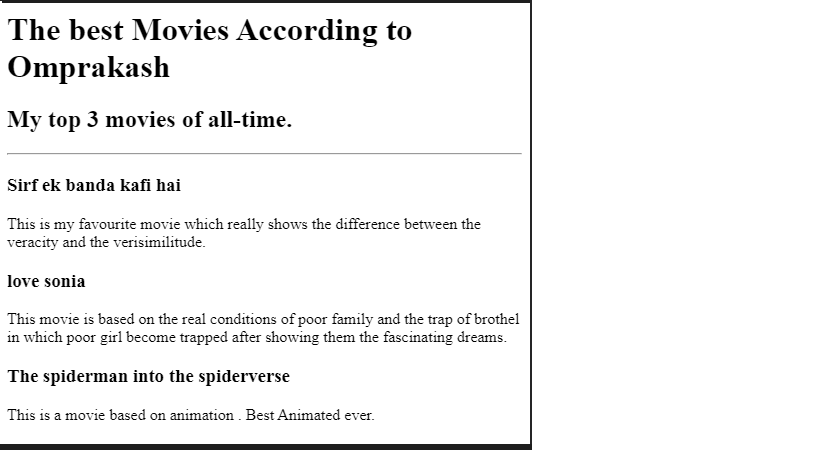 The best Movies According to
Omprakash
My top 3 movies of all-time.
Sirf ek banda kafi hai
This is my favourite movie which really shows the difference between the
veracity and the verisimilitude.
love sonia
This movie is based on the real conditions of poor family and the trap of brothel
in which poor girl become trapped after showing them the fascinating dreams.
The spiderman into the spiderverse
This is a movie based on animation . Best Animated ever.